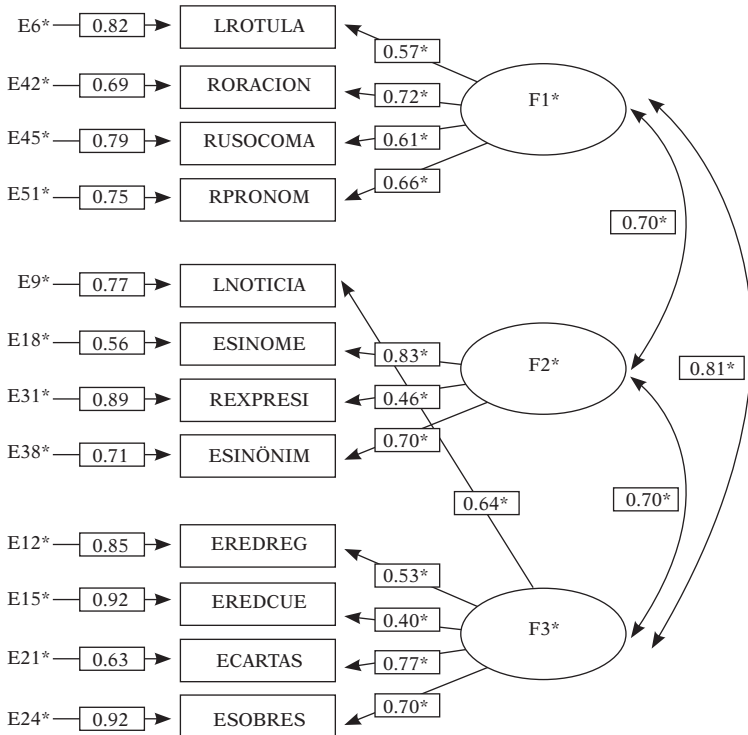 E6* 0.82 LROTULA
0.57*
E42* 0.69 RORACION 0.72* F1*
E45* 0.79 RUSOCOMA 0.61*
E51* 0.75 RPRONOM 0.66*
0.70*
E9* 0.77 LNOTICIA
E18* 0.56 ESINOME 0.83* F2* 0.81*
E31* 0.89 REXPRESI 0.46*
E38* 0.71 ESINÖNIM 0.70*
0.64* 0.70*
E12* 0.85 EREDREG
0.53*
E15* 0.92 EREDCUE 0.40* F3*
E21* 0.63 ECARTAS 0.77*
E24* 0.92 ESOBRES 0.70*